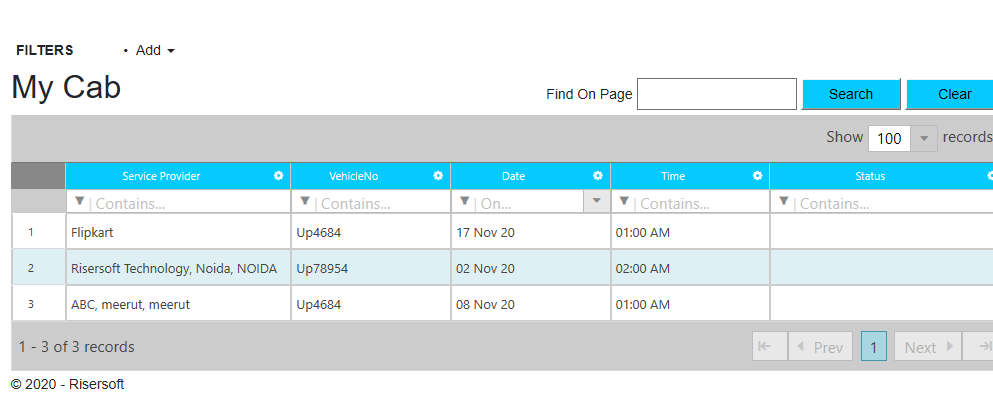 FILTERS • Add
My Cab
Find On Page Search Clear
Show 100 records
Service Provider VehicleNo Date Time Status
| Contains... | Contains... | On... | Contains... | Contains...
1 Flipkart Up4684 17 Nov 20 01:00 AM
2 Risersoft Technology, Noida, NOIDA Up78954 02 Nov 20 02:00 AM
3 ABC, meerut, meerut Up4684 08 Nov 20 01:00 AM
1 - 3 of 3 records Prev 1 Next
© 2020 - Risersoft